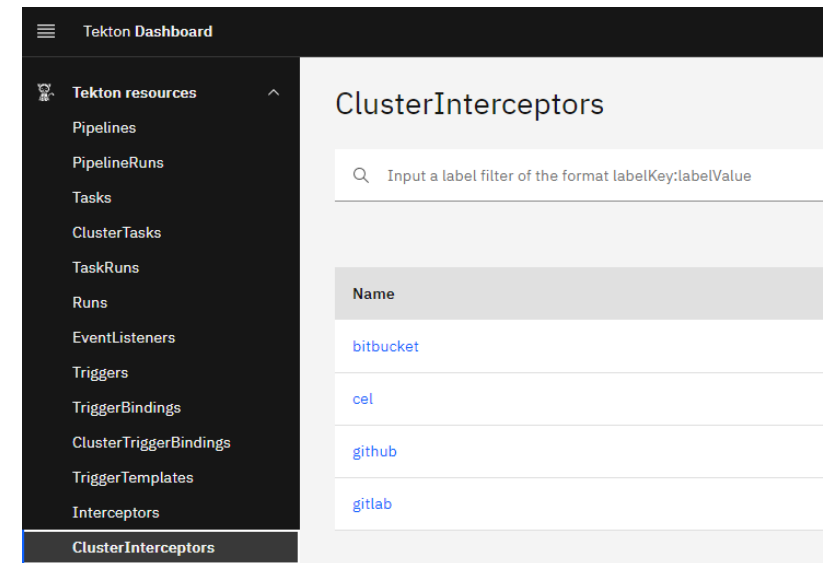 Tekton Dashboard
Tekton resources
Pipelines
PipelineRuns
Tasks
ClusterTasks
TaskRuns
Runs
EventListeners
Triggers
TriggerBindings
ClusterTriggerBindings
TriggerTemplates
Interceptors
ClusterInterceptors
ClusterInterceptors
Input a label filter of the format labelKey:labelValue
Name
bitbucket
cel
github
gitlab